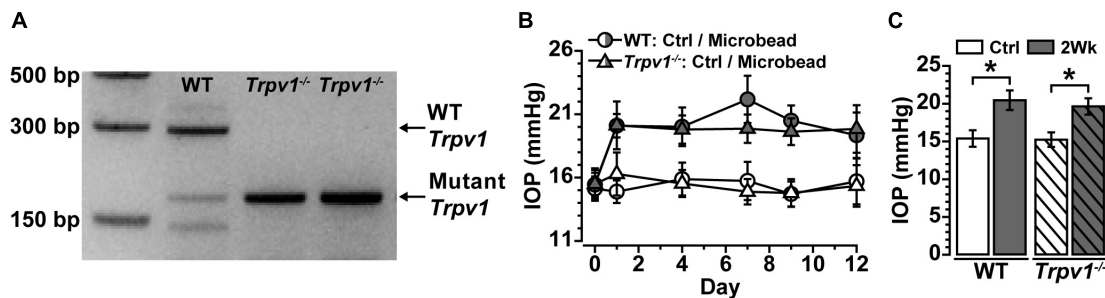 A
500 bp
300 bp
150 bp
WT
Trpv1-/-
Trpv1-/-
WT
Trpv1
Mutant
Trpv1
B
WT: Ctrl / Microbead
Trpv1-/-: Ctrl / Microbead
IOP (mmHg)
26
21
16
11
0 2 4 6 8 10 12
Day
C
Ctrl 2Wk
IOP (mmHg)
25
20
15
10
5
0
* *
WT Trpv1-/-